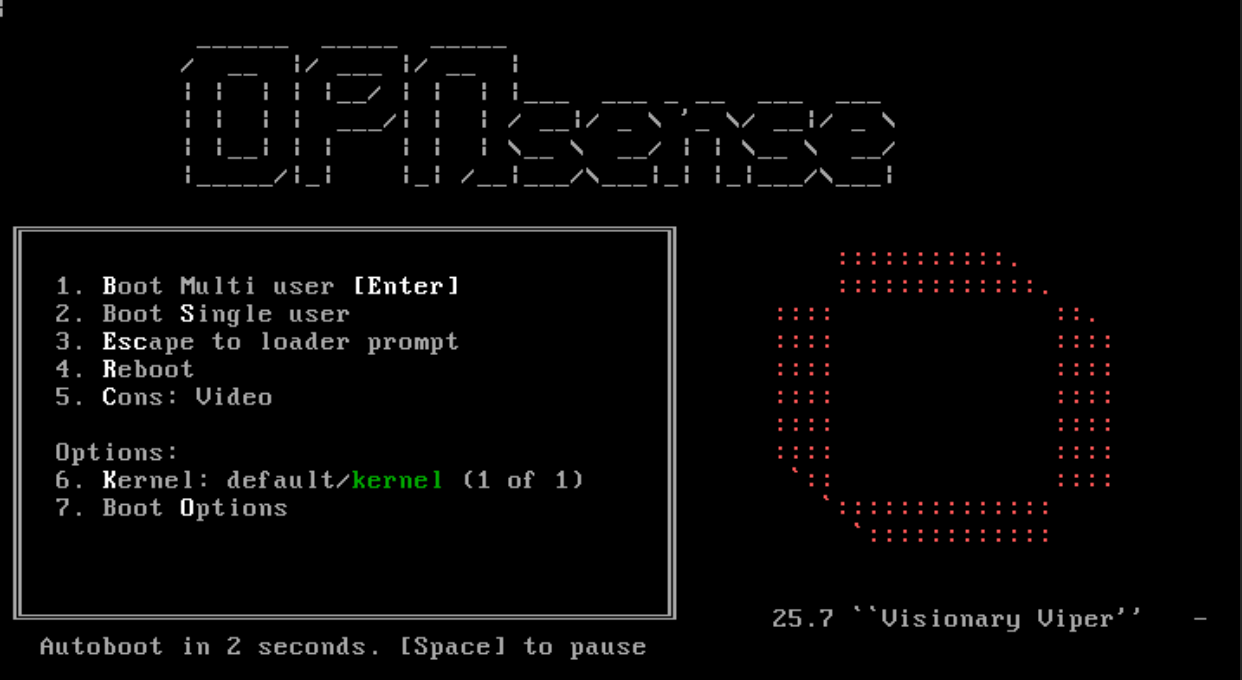 OPNsense
1. Boot Multi user [Enter]
2. Boot Single user
3. Escape to loader prompt
4. Reboot
5. Cons: Video
Options:
6. Kernel: default/kernel (1 of 1)
7. Boot Options
25.7 ``Visionary Viper''   -
Autoboot in 2 seconds. [Space] to pause